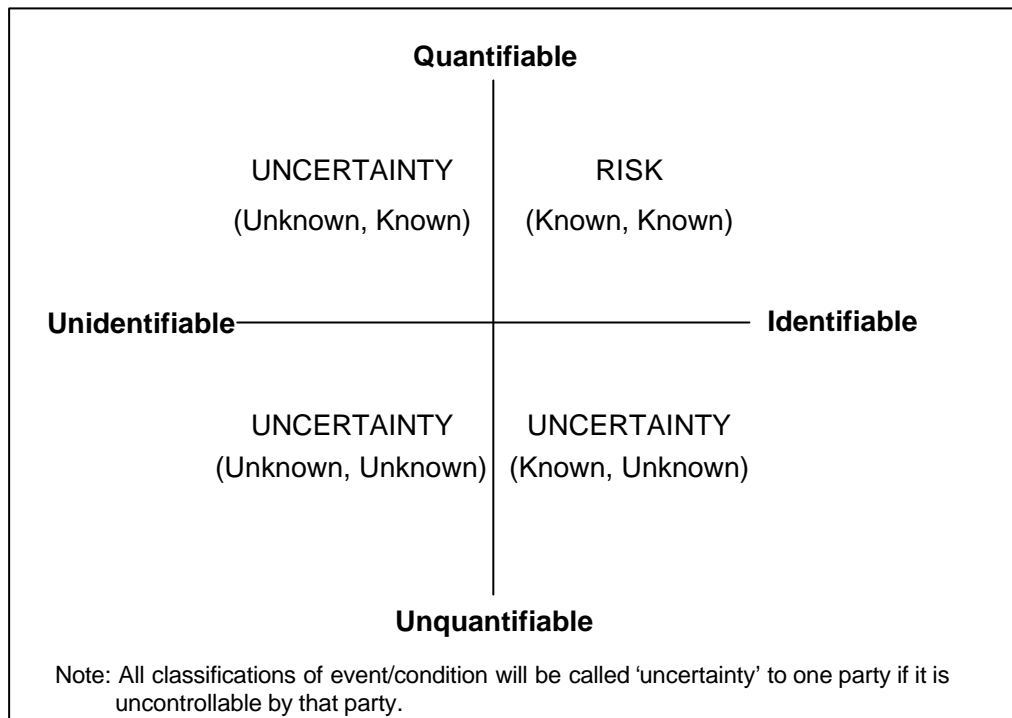 Quantifiable
UNCERTAINTY
(Unknown, Known)
RISK
(Known, Known)
Unidentifiable
Identifiable
UNCERTAINTY
(Unknown, Unknown)
UNCERTAINTY
(Known, Unknown)
Unquantifiable
Note: All classifications of event/condition will be called ‘uncertainty’ to one party if it is
uncontrollable by that party.